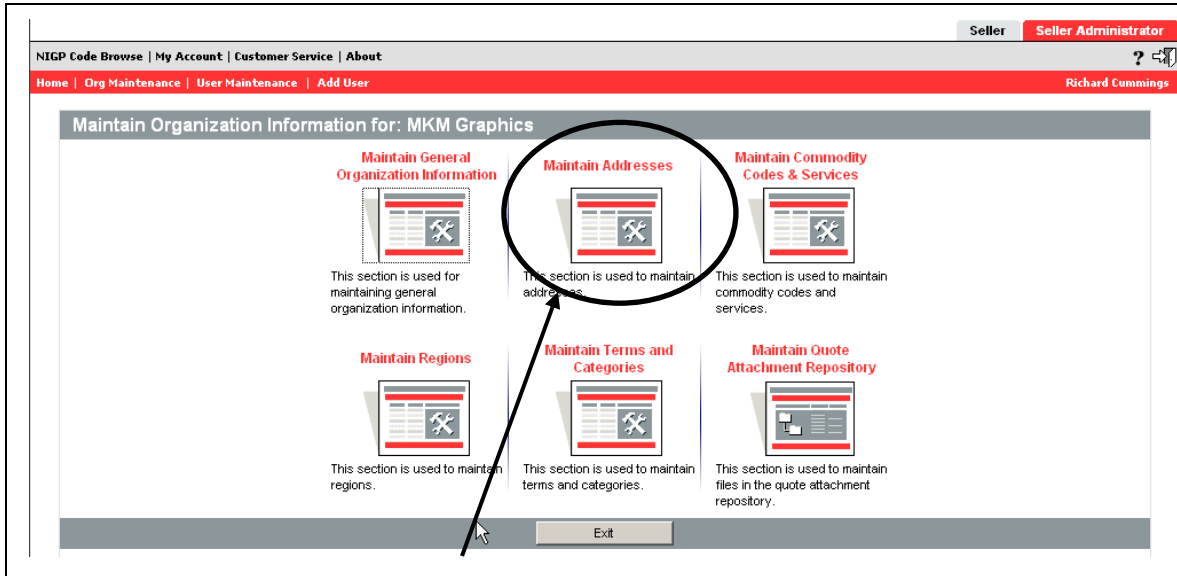 Seller Seller Administrator
NIGP Code Browse | My Account | Customer Service | About ?
Home | Org Maintenance | User Maintenance | Add User Richard Cummings
Maintain Organization Information for: MKM Graphics
Maintain General
Organization Information
This section is used for
maintaining general
organization information.
Maintain Addresses
This section is used to maintain
addresses.
Maintain Commodity
Codes & Services
This section is used to maintain
commodity codes and
services.
Maintain Regions
This section is used to maintain
regions.
Maintain Terms and
Categories
This section is used to maintain
terms and categories.
Maintain Quote
Attachment Repository
This section is used to maintain
files in the quote attachment
repository.
Exit